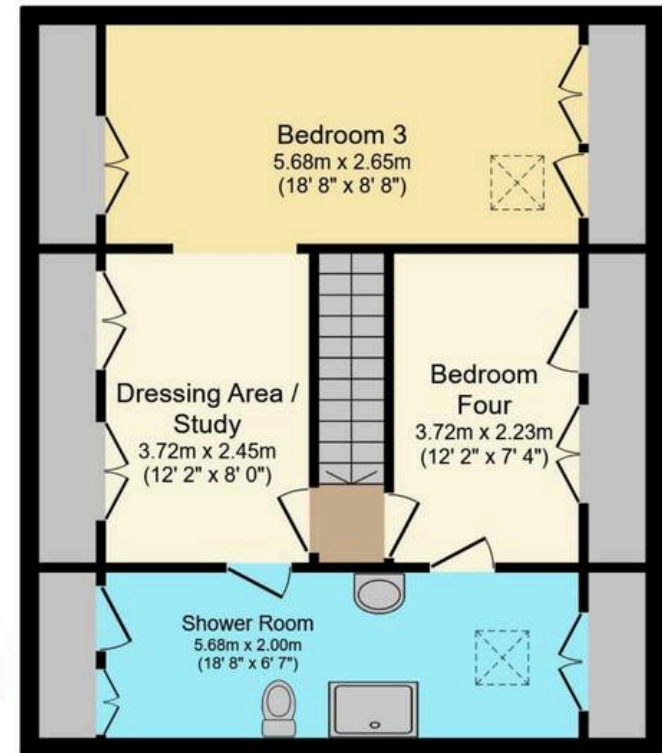 Bedroom 3
5.68m x 2.65m
(18' 8" x 8' 8")
Dressing Area /
Study
3.72m x 2.45m
(12' 2" x 8' 0")
Bedroom
Four
3.72m x 2.23m
(12' 2" x 7' 4")
Shower Room
5.68m x 2.00m
(18' 8" x 6' 7")